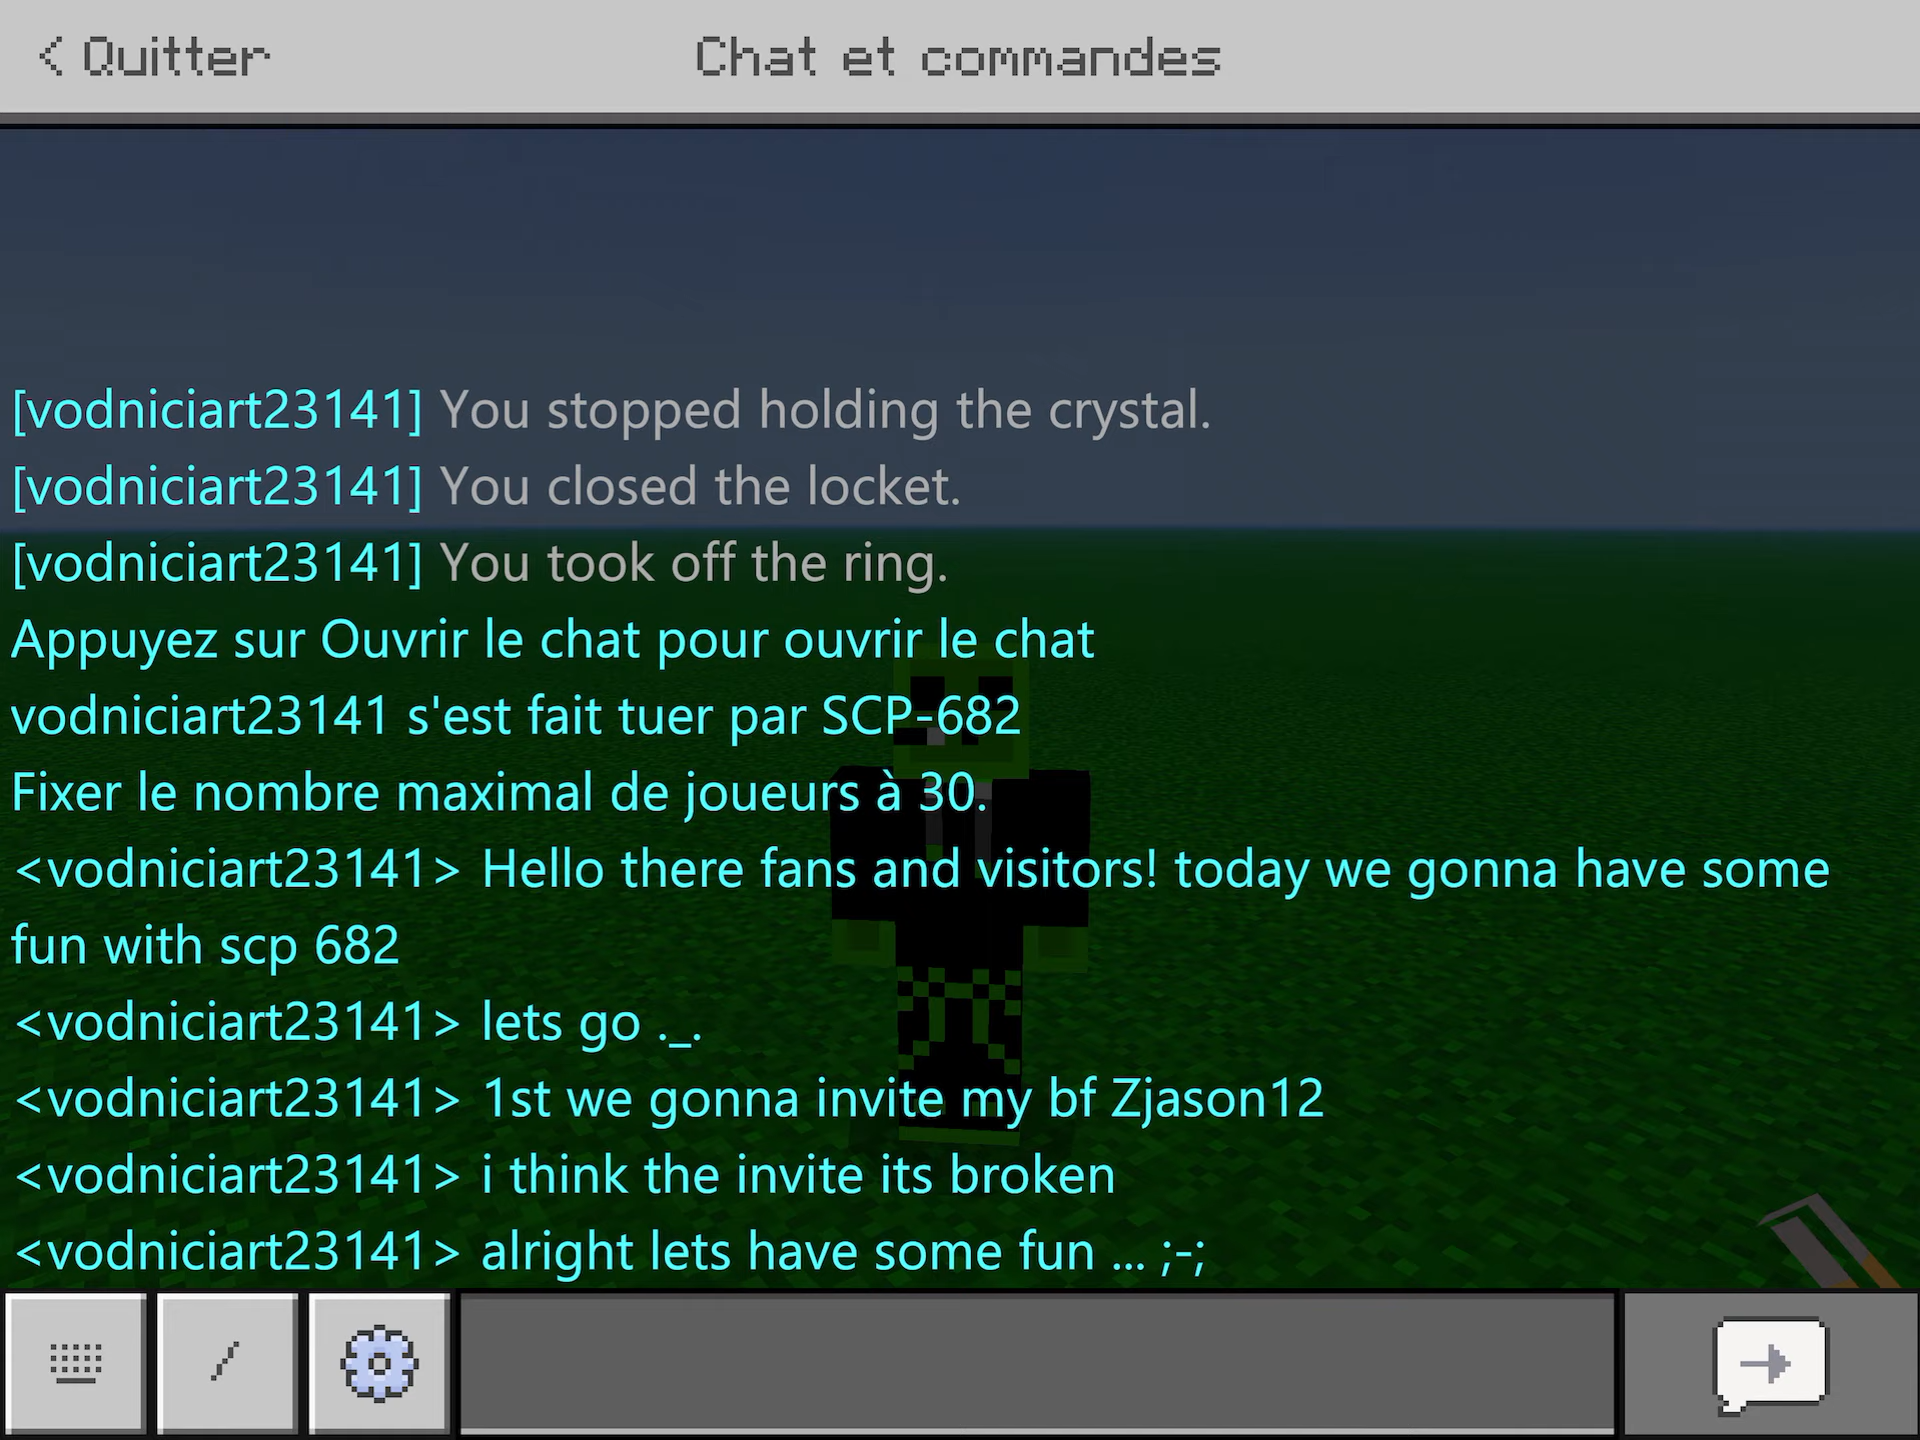 < Quitter
Chat et commandes
[vodniciart23141] You stopped holding the crystal.
[vodniciart23141] You closed the locket.
[vodniciart23141] You took off the ring.
Appuyez sur Ouvrir le chat pour ouvrir le chat
vodniciart23141 s'est fait tuer par SCP-682
Fixer le nombre maximal de joueurs à 30.
<vodniciart23141> Hello there fans and visitors! today we gonna have some
fun with scp 682
<vodniciart23141> lets go ._.
<vodniciart23141> 1st we gonna invite my bf Zjason12
<vodniciart23141> i think the invite its broken
<vodniciart23141> alright lets have some fun ... ;-;
/